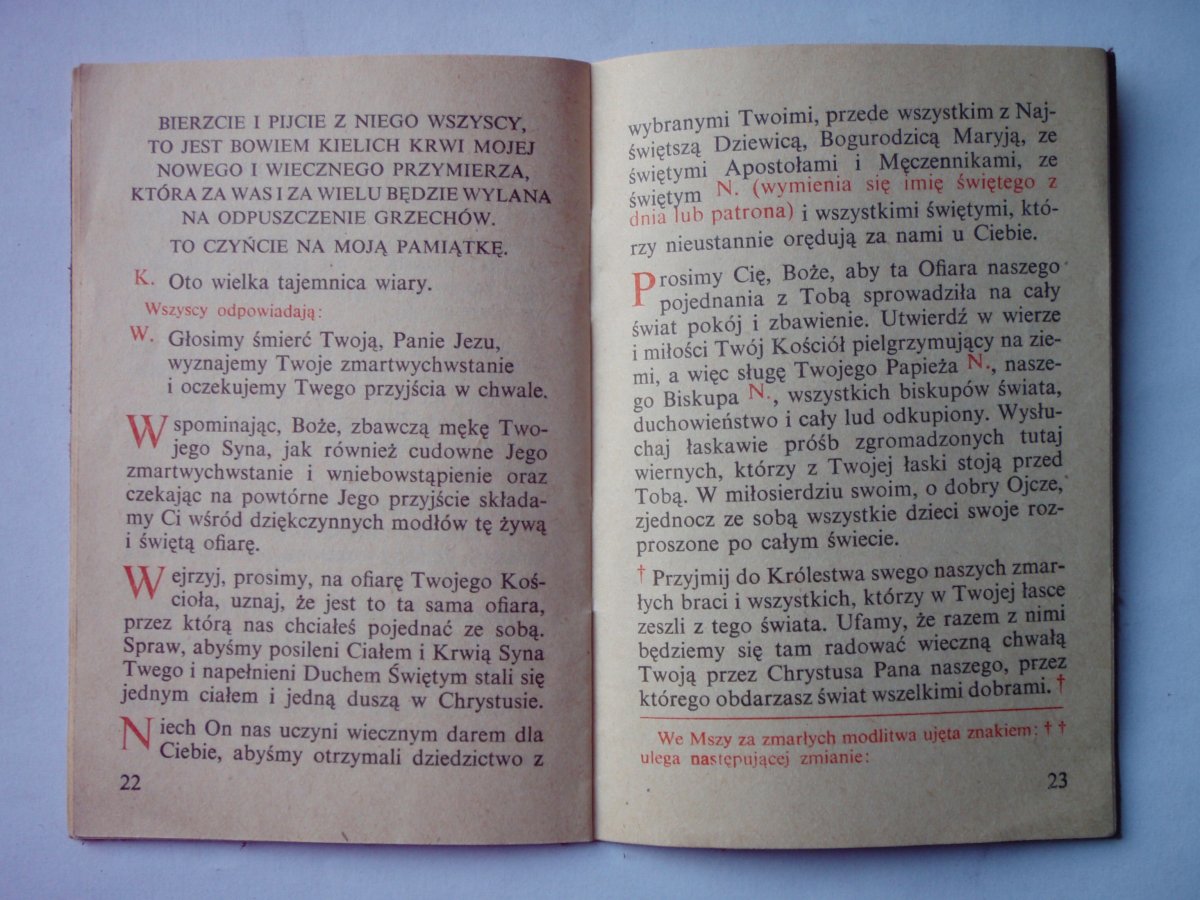 BIERZCIE I PIJCIE Z NIEGO WSZYSCY,
TO JEST BOWIEM KIELICH KRWI MOJEJ
NOWEGO I WIECZNEGO PRZYMIERZA,
KTÓRA ZA WAS I ZA WIELU BĘDZIE WYLANA
NA ODPUSZCZENIE GRZECHÓW.
TO CZYŃCIE NA MOJĄ PAMIĄTKĘ.
K. Oto wielka tajemnica wiary.
Wszyscy odpowiadają:
W. Głosimy śmierć Twoją, Panie Jezu,
wyznajemy Twoje zmartwychwstanie
i oczekujemy Twego przyjścia w chwale.
Wspominając, Boże, zbawczą mękę Two-
jego Syna, jak również cudowne Jego
zmartwychwstanie i wniebowstąpienie oraz
czekając na powtórne Jego przyjście składa-
my Ci wśród dziękczynnych modłów tę żywą
i świętą ofiarę.
Wejrzyj, prosimy, na ofiarę Twojego Koś-
cioła, uznaj, że jest to ta sama ofiara,
przez którą nas chciałeś pojednać ze sobą.
Spraw, abyśmy posileni Ciałem i Krwią Syna
Twego i napełnieni Duchem Świętym stali się
jednym ciałem i jedną duszą w Chrystusie.
Niech On nas uczyni wiecznym darem dla
Ciebie, abyśmy otrzymali dziedzictwo z
22
wybranymi Twoimi, przede wszystkim z Naj-
świętszą Dziewicą, Bogurodzicą Maryją, ze
świętymi Apostołami i Męczennikami, ze
świętym N. (wymienia się imię świętego z
dnia lub patrona) i wszystkimi świętymi, któ-
rzy nieustannie orędują za nami u Ciebie.
Prosimy Cię, Boże, aby ta Ofiara naszego
pojednania z Tobą sprowadziła na cały
świat pokój i zbawienie. Utwierdź w wierze
i miłości Twój Kościół pielgrzymujący na zie-
mi, a więc sługę Twojego Papieża N., nasze-
go Biskupa N., wszystkich biskupów świata,
duchowieństwo i cały lud odkupiony. Wysłu-
chaj łaskawie próśb zgromadzonych tutaj
wiernych, którzy z Twojej łaski stoją przed
Tobą. W miłosierdziu swoim, o dobry Ojcze,
zjednocz ze sobą wszystkie dzieci swoje roz-
proszone po całym świecie.
† Przyjmij do Królestwa swego naszych zmar-
łych braci i wszystkich, którzy w Twojej łasce
zeszli z tego świata. Ufamy, że razem z nimi
będziemy się tam radować wieczną chwałą
Twoją przez Chrystusa Pana naszego, przez
którego obdarzasz świat wszelkimi dobrami. †
We Mszy za zmarłych modlitwa ujęta znakiem: † †
ulega następującej zmianie:
23